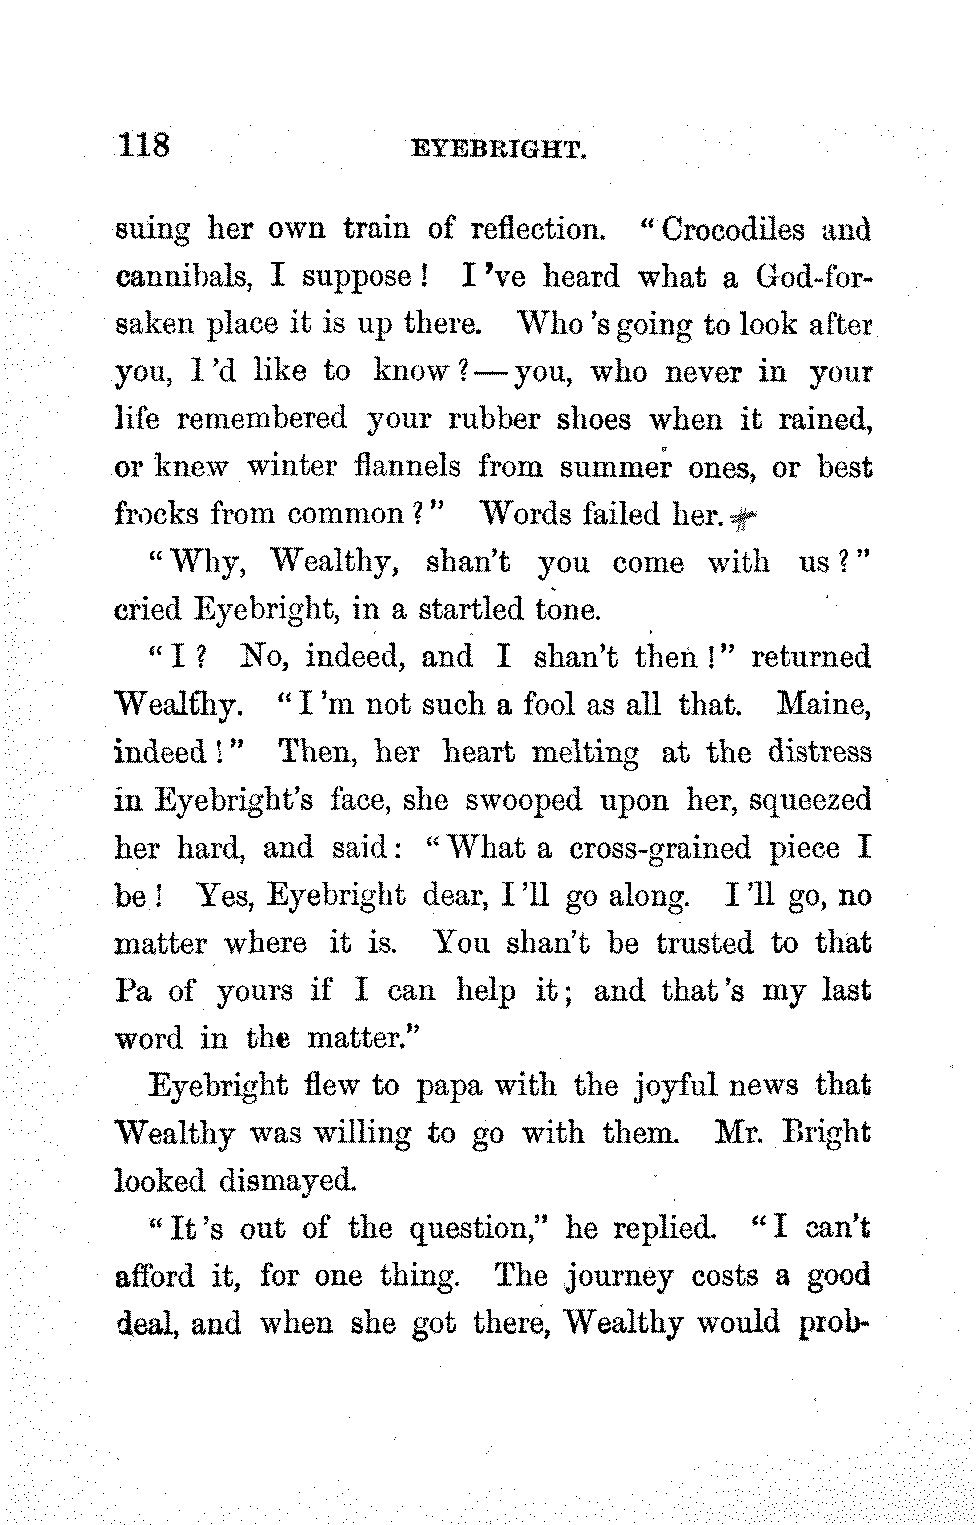 118 EYEBRIGHT.
suing her own train of reflection. "Crocodiles and
cannibals, I suppose! I 've heard what a God-for-
saken place it is up there. Who 's going to look after
you, I 'd like to know?—you, who never in your
life remembered your rubber shoes when it rained,
or knew winter flannels from summer ones, or best
frocks from common?" Words failed her.
"Why, Wealthy, shan't you come with us?"
cried Eyebright, in a startled tone.
"I? No, indeed, and I shan't then!" returned
Wealthy. "I 'm not such a fool as all that. Maine,
indeed!" Then, her heart melting at the distress
in Eyebright's face, she swooped upon her, squeezed
her hard, and said: "What a cross-grained piece I
be! Yes, Eyebright dear, I 'll go along. I 'll go, no
matter where it is. You shan't be trusted to that
Pa of yours if I can help it; and that 's my last
word in the matter."
Eyebright flew to papa with the joyful news that
Wealthy was willing to go with them. Mr. Bright
looked dismayed.
"It 's out of the question," he replied. "I can't
afford it, for one thing. The journey costs a good
deal, and when she got there, Wealthy would prob-